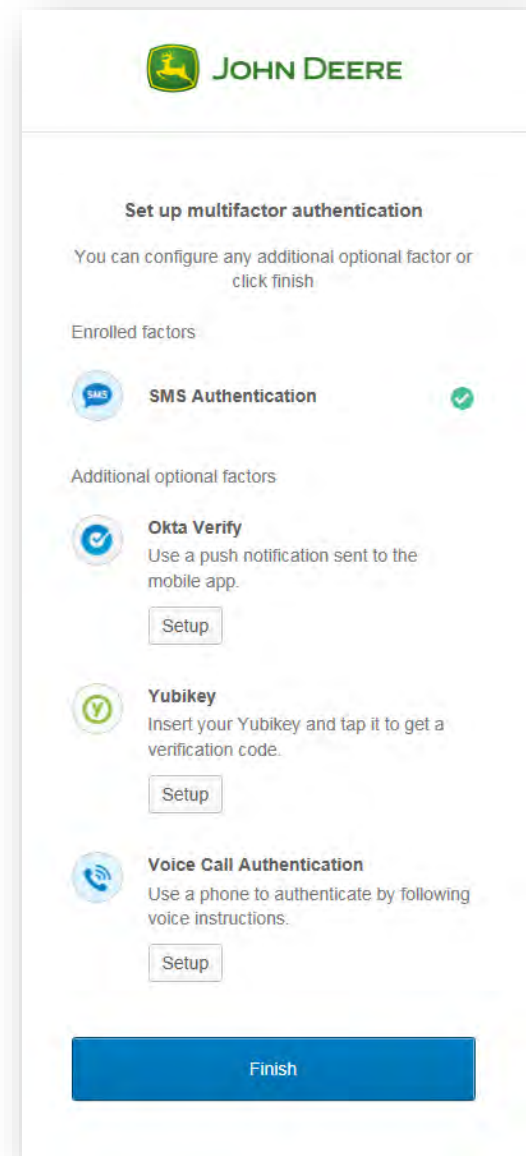 JOHN DEERE
Set up multifactor authentication
You can configure any additional optional factor or
click finish
Enrolled factors
SMS
SMS Authentication
Additional optional factors
Okta Verify
Use a push notification sent to the
mobile app.
Setup
Yubikey
Insert your Yubikey and tap it to get a
verification code.
Setup
Voice Call Authentication
Use a phone to authenticate by following
voice instructions.
Setup
Finish